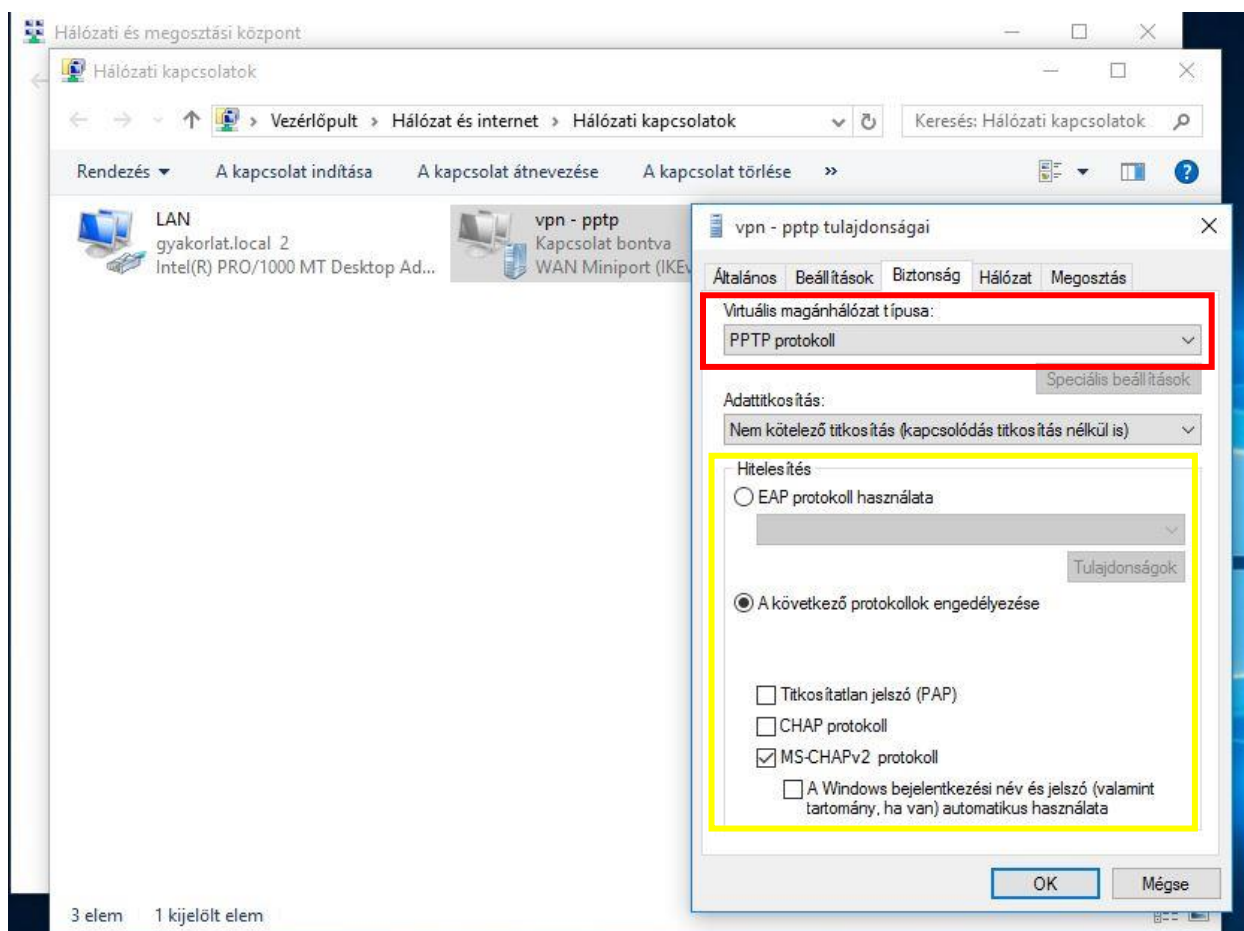 Hálózati és megosztási központ
Hálózati kapcsolatok
Vezérlőpult > Hálózat és internet > Hálózati kapcsolatok
Keresés: Hálózati kapcsolatok
Rendezés
A kapcsolat indítása
A kapcsolat átnevezése
A kapcsolat törlése
»
LAN
gyakorlat.local 2
Intel(R) PRO/1000 MT Desktop Ad...
vpn - pptp
Kapcsolat bontva
WAN Miniport (IKEv
vpn - pptp tulajdonságai
Általános
Beállítások
Biztonság
Hálózat
Megosztás
Virtuális magánhálózat típusa:
PPTP protokoll
Speciális beállítások
Adattitkosítás:
Nem kötelező titkosítás (kapcsolódás titkosítás nélkül is)
Hitelesítés
EAP protokoll használata
Tulajdonságok
A következő protokollok engedélyezése
Titkosítatlan jelszó (PAP)
CHAP protokoll
MS-CHAPv2 protokoll
A Windows bejelentkezési név és jelszó (valamint
tartomány, ha van) automatikus használata
OK
Mégse
3 elem
1 kijelölt elem